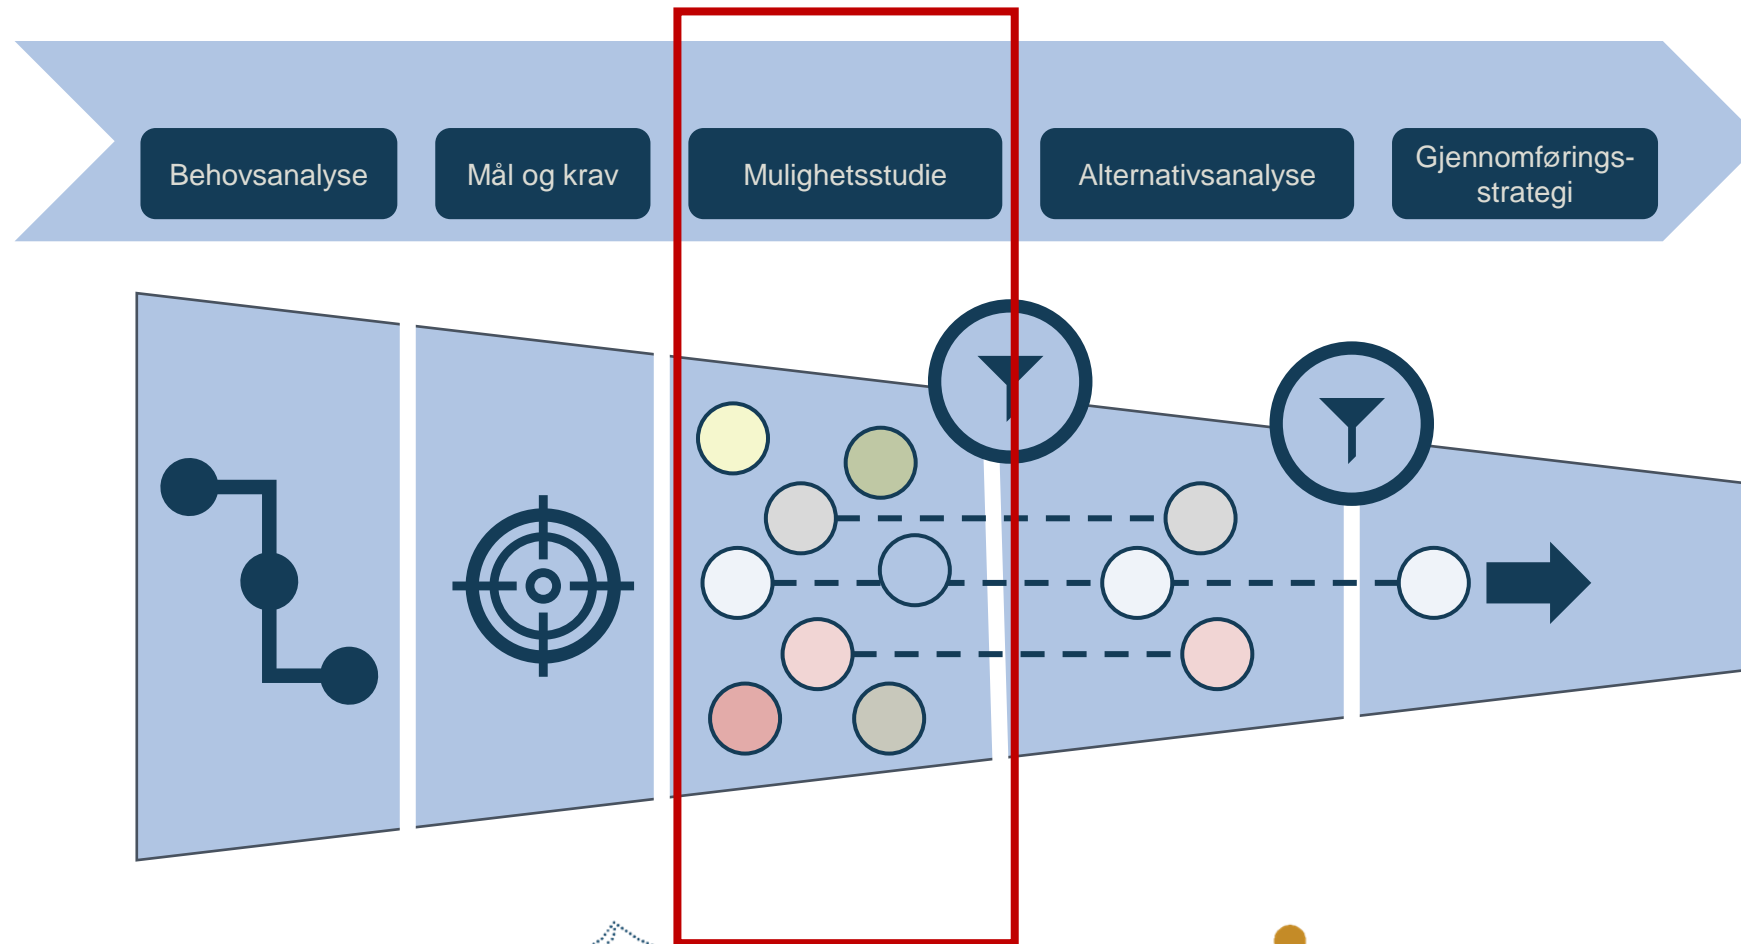 Behovsanalyse
Mål og krav
Mulighetsstudie
Alternativsanalyse
Gjennomførings-
strategi